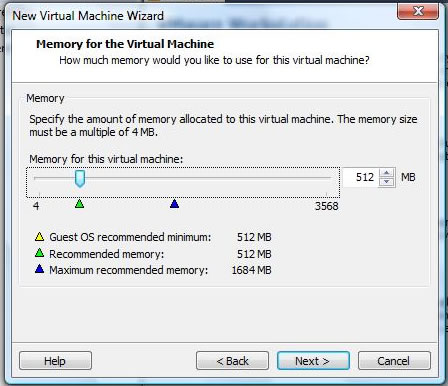 New Virtual Machine Wizard
Memory for the Virtual Machine
How much memory would you like to use for this virtual machine?
Memory
Specify the amount of memory allocated to this virtual machine. The memory size
must be a multiple of 4 MB.
Memory for this virtual machine:
512 MB
4 3568
Guest OS recommended minimum: 512 MB
Recommended memory: 512 MB
Maximum recommended memory: 1684 MB
Help < Back Next > Cancel